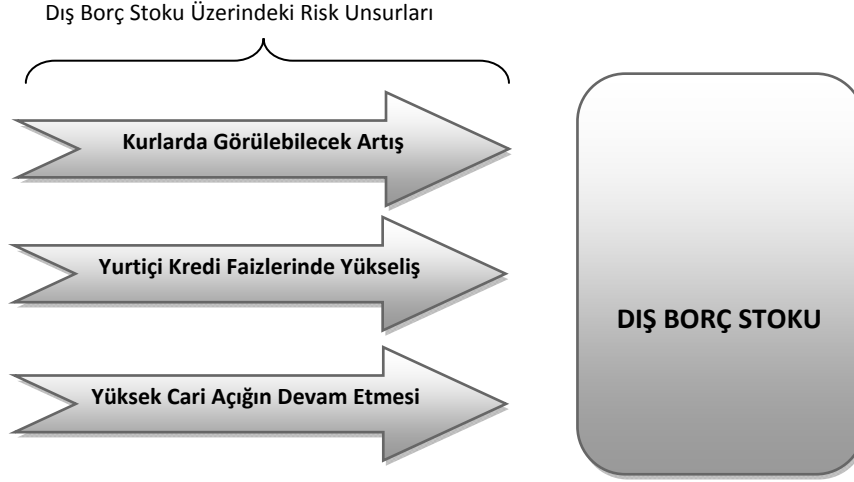 Dış Borç Stoku Üzerindeki Risk Unsurları
Kurlarda Görülebilecek Artış
Yurtiçi Kredi Faizlerinde Yükseliş
DIŞ BORÇ STOKU
Yüksek Cari Açığın Devam Etmesi